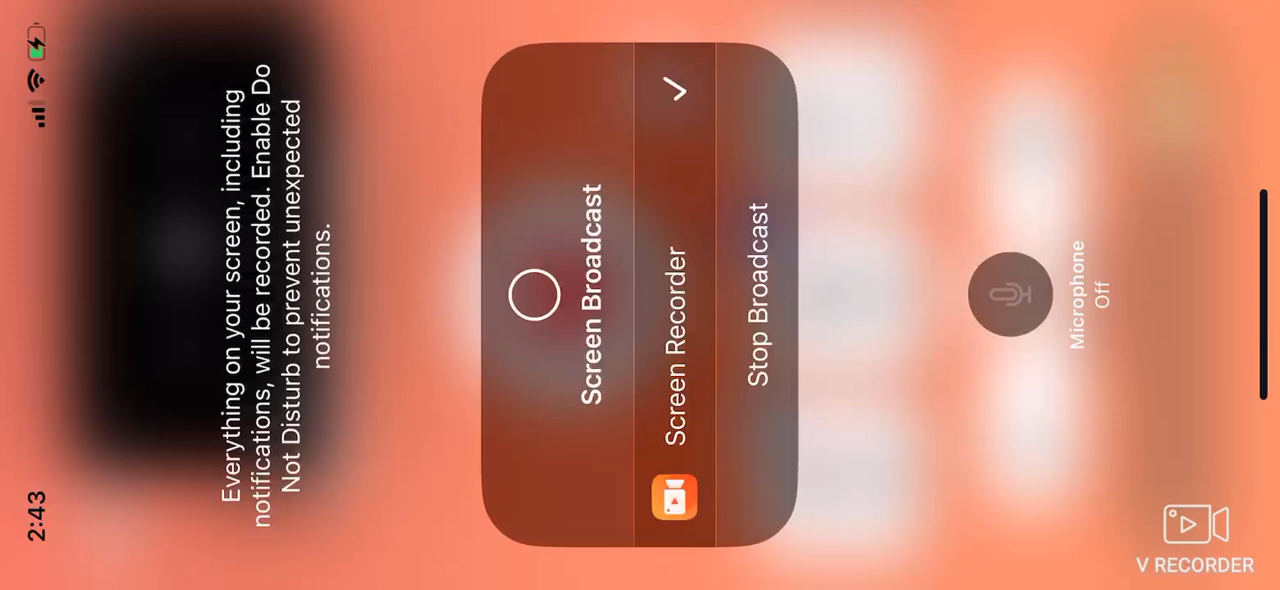 2:43
Everything on your screen, including
notifications, will be recorded. Enable Do
Not Disturb to prevent unexpected
notifications.
Screen Broadcast
Screen Recorder
Stop Broadcast
Microphone
Off
V RECORDER